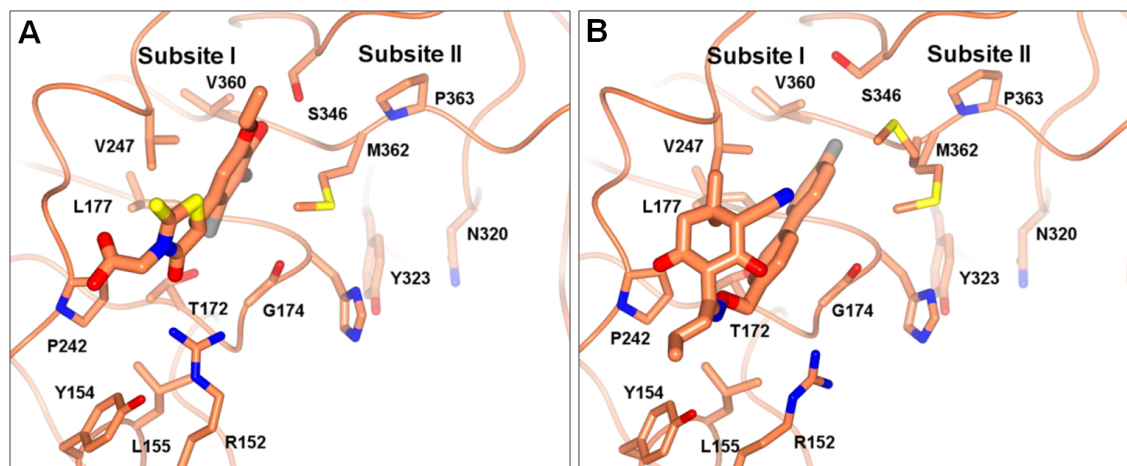 A
Subsite I
Subsite II
V360
P363
S346
V247
M362
L177
N320
Y323
T172
G174
P242
Y154
L155
R152
B
Subsite I
Subsite II
V360
P363
S346
V247
M362
L177
N320
Y323
G174
T172
P242
Y154
L155
R152